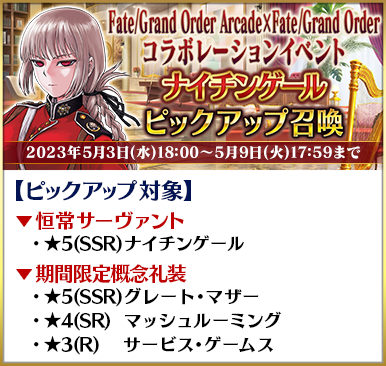 Fate/Grand Order Arcade×Fate/Grand Order
コラボレーションイベント
ナイチンゲール
ピックアップ召喚
2023年5月3日(水)18:00～5月9日(火)17:59まで
【ピックアップ対象】
▼恒常サーヴァント
・★5(SSR)ナイチンゲール
▼期間限定概念礼装
・★5(SSR)グレート・マザー
・★4(SR) マッシュルーミング
・★3(R) サービス・ゲームス